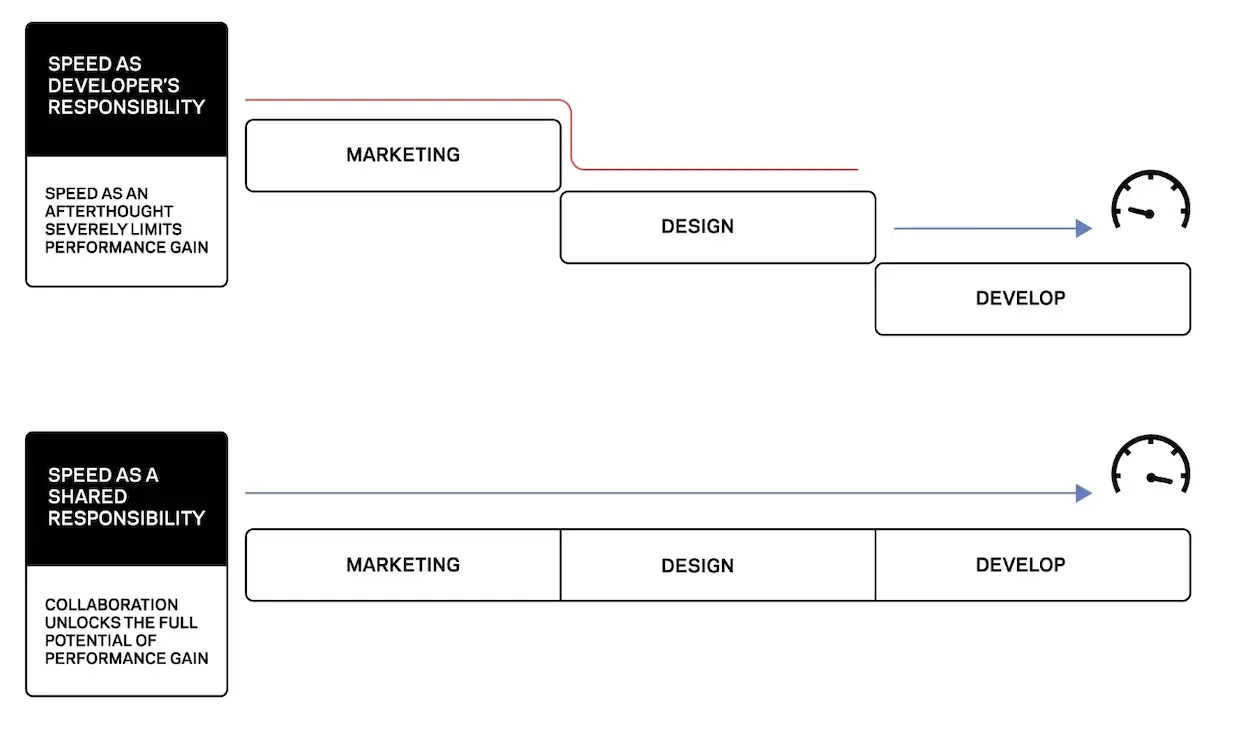 SPEED AS
DEVELOPER'S
RESPONSIBILITY
SPEED AS AN
AFTERTHOUGHT
SEVERELY LIMITS
PERFORMANCE GAIN
MARKETING
DESIGN
DEVELOP
SPEED AS A
SHARED
RESPONSIBILITY
COLLABORATION
UNLOCKS THE FULL
POTENTIAL OF
PERFORMANCE GAIN
MARKETING
DESIGN
DEVELOP